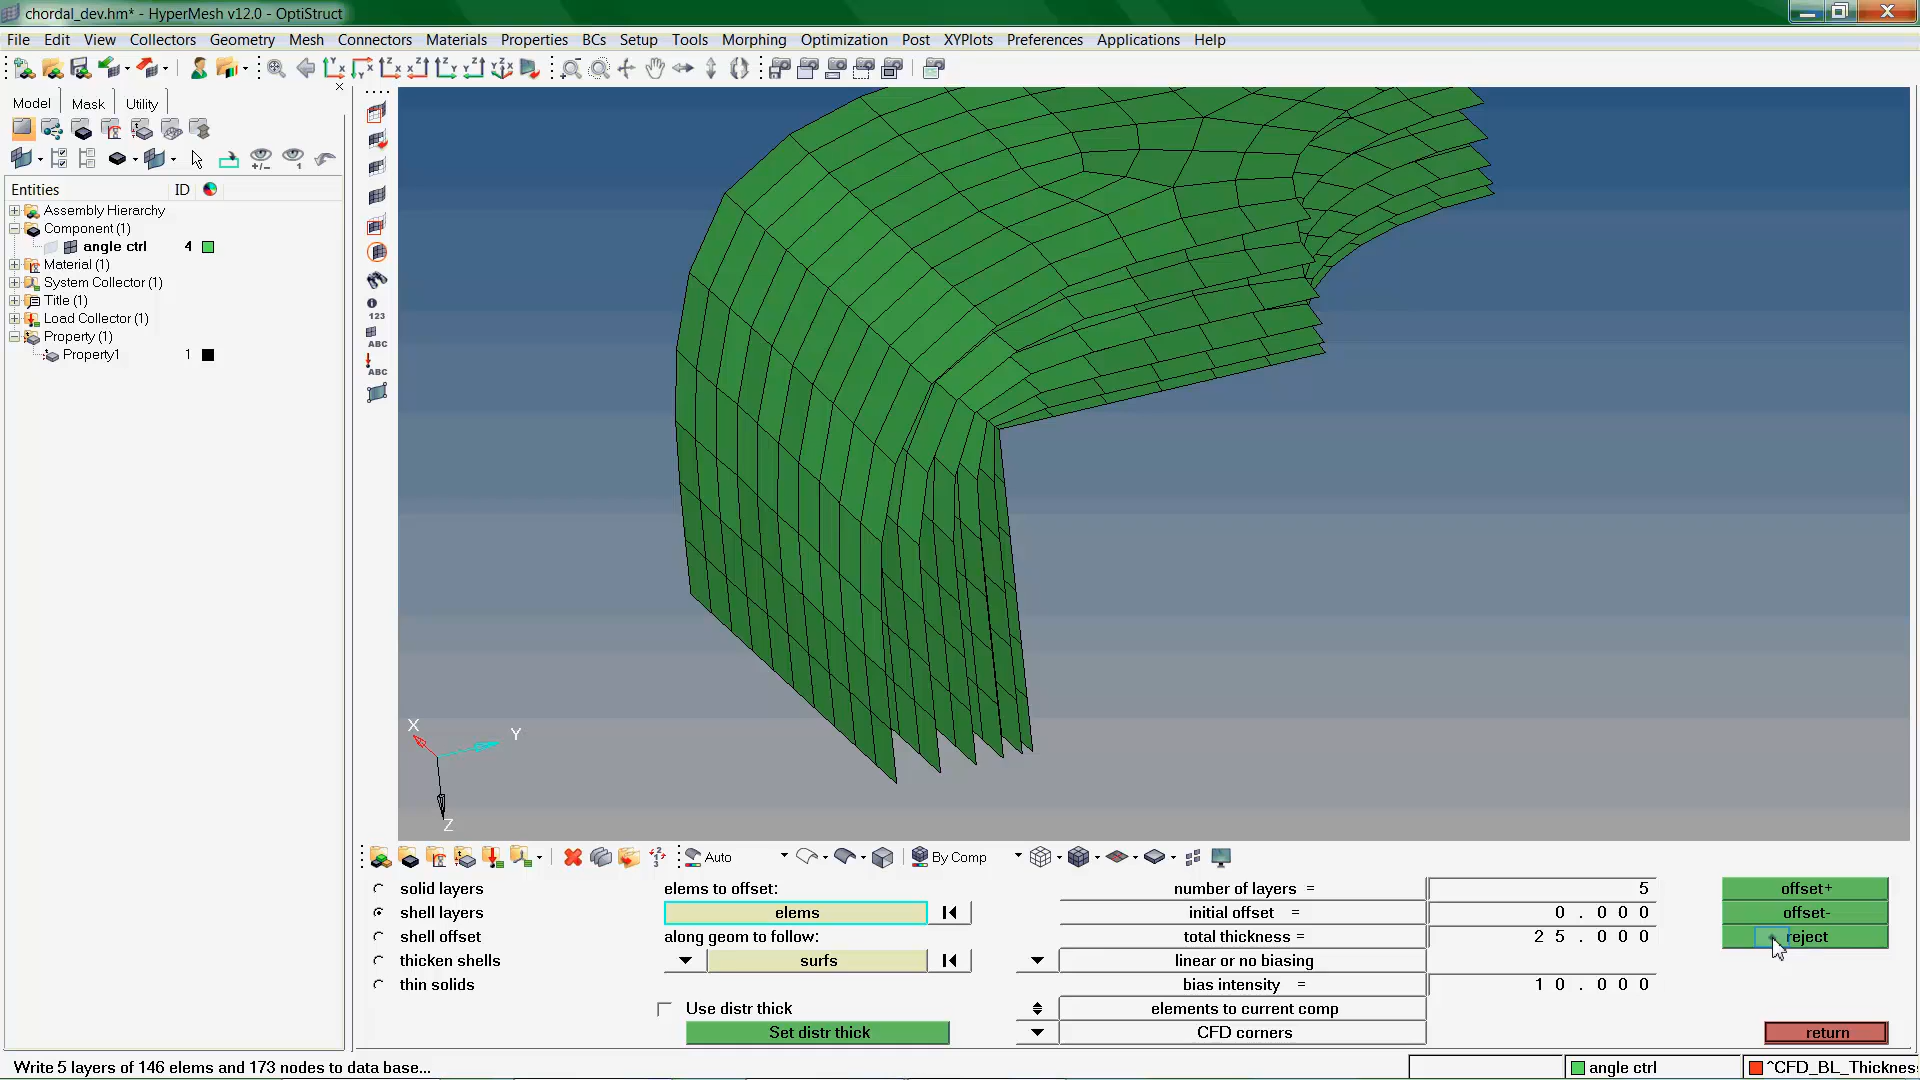 chordal_dev.hm* - HyperMesh v12.0 - OptiStruct
File Edit View Collectors Geometry Mesh Connectors Materials Properties BCs Setup Tools Morphing Optimization Post XYPlots Preferences Applications Help
Model Mask Utility
Entities ID
Assembly Hierarchy
Component (1)
angle ctrl 4
Material (1)
System Collector (1)
Title (1)
Load Collector (1)
Property (1)
Property1 1
123
ABC
ABC
X
Y
Z
Auto By Comp
solid layers
shell layers
shell offset
thicken shells
thin solids
elems to offset:
elems
along geom to follow:
surfs
Use distr thick
Set distr thick
number of layers = 5
initial offset = 0.000
total thickness = 25.000
linear or no biasing
bias intensity = 10.000
elements to current comp
CFD corners
offset+
offset-
reject
return
Write 5 layers of 146 elems and 173 nodes to data base...
angle ctrl
^CFD_BL_Thicknes